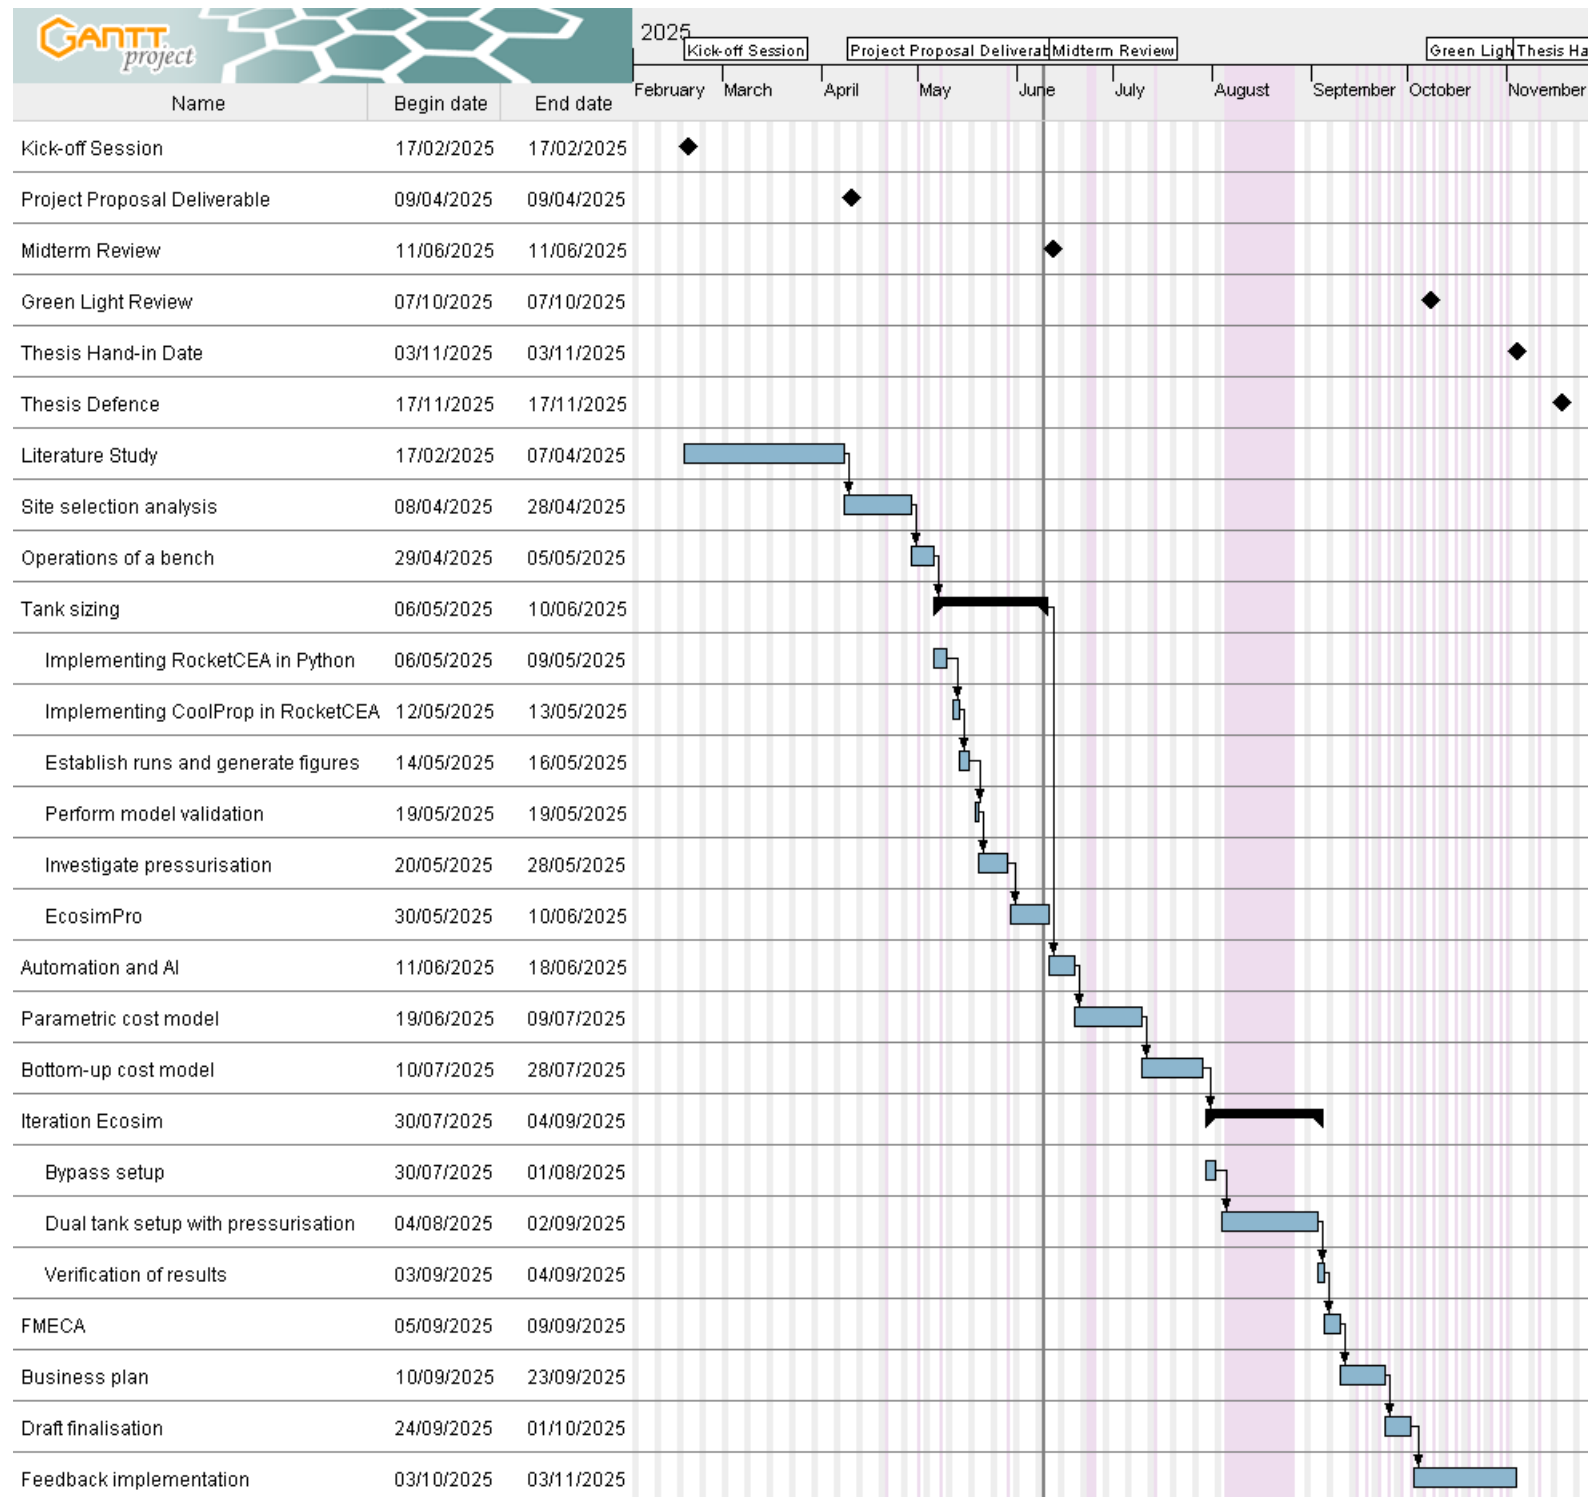 GANTT
project
2025
Kick-off Session
Project Proposal Deliverat
Midterm Review
Green Ligh
Thesis Ha
Name Begin date End date
February March April May June July August September October November
Kick-off Session 17/02/2025 17/02/2025
Project Proposal Deliverable 09/04/2025 09/04/2025
Midterm Review 11/06/2025 11/06/2025
Green Light Review 07/10/2025 07/10/2025
Thesis Hand-in Date 03/11/2025 03/11/2025
Thesis Defence 17/11/2025 17/11/2025
Literature Study 17/02/2025 07/04/2025
Site selection analysis 08/04/2025 28/04/2025
Operations of a bench 29/04/2025 05/05/2025
Tank sizing 06/05/2025 10/06/2025
Implementing RocketCEA in Python 06/05/2025 09/05/2025
Implementing CoolProp in RocketCEA 12/05/2025 13/05/2025
Establish runs and generate figures 14/05/2025 16/05/2025
Perform model validation 19/05/2025 19/05/2025
Investigate pressurisation 20/05/2025 28/05/2025
EcosimPro 30/05/2025 10/06/2025
Automation and AI 11/06/2025 18/06/2025
Parametric cost model 19/06/2025 09/07/2025
Bottom-up cost model 10/07/2025 28/07/2025
Iteration Ecosim 30/07/2025 04/09/2025
Bypass setup 30/07/2025 01/08/2025
Dual tank setup with pressurisation 04/08/2025 02/09/2025
Verification of results 03/09/2025 04/09/2025
FMECA 05/09/2025 09/09/2025
Business plan 10/09/2025 23/09/2025
Draft finalisation 24/09/2025 01/10/2025
Feedback implementation 03/10/2025 03/11/2025